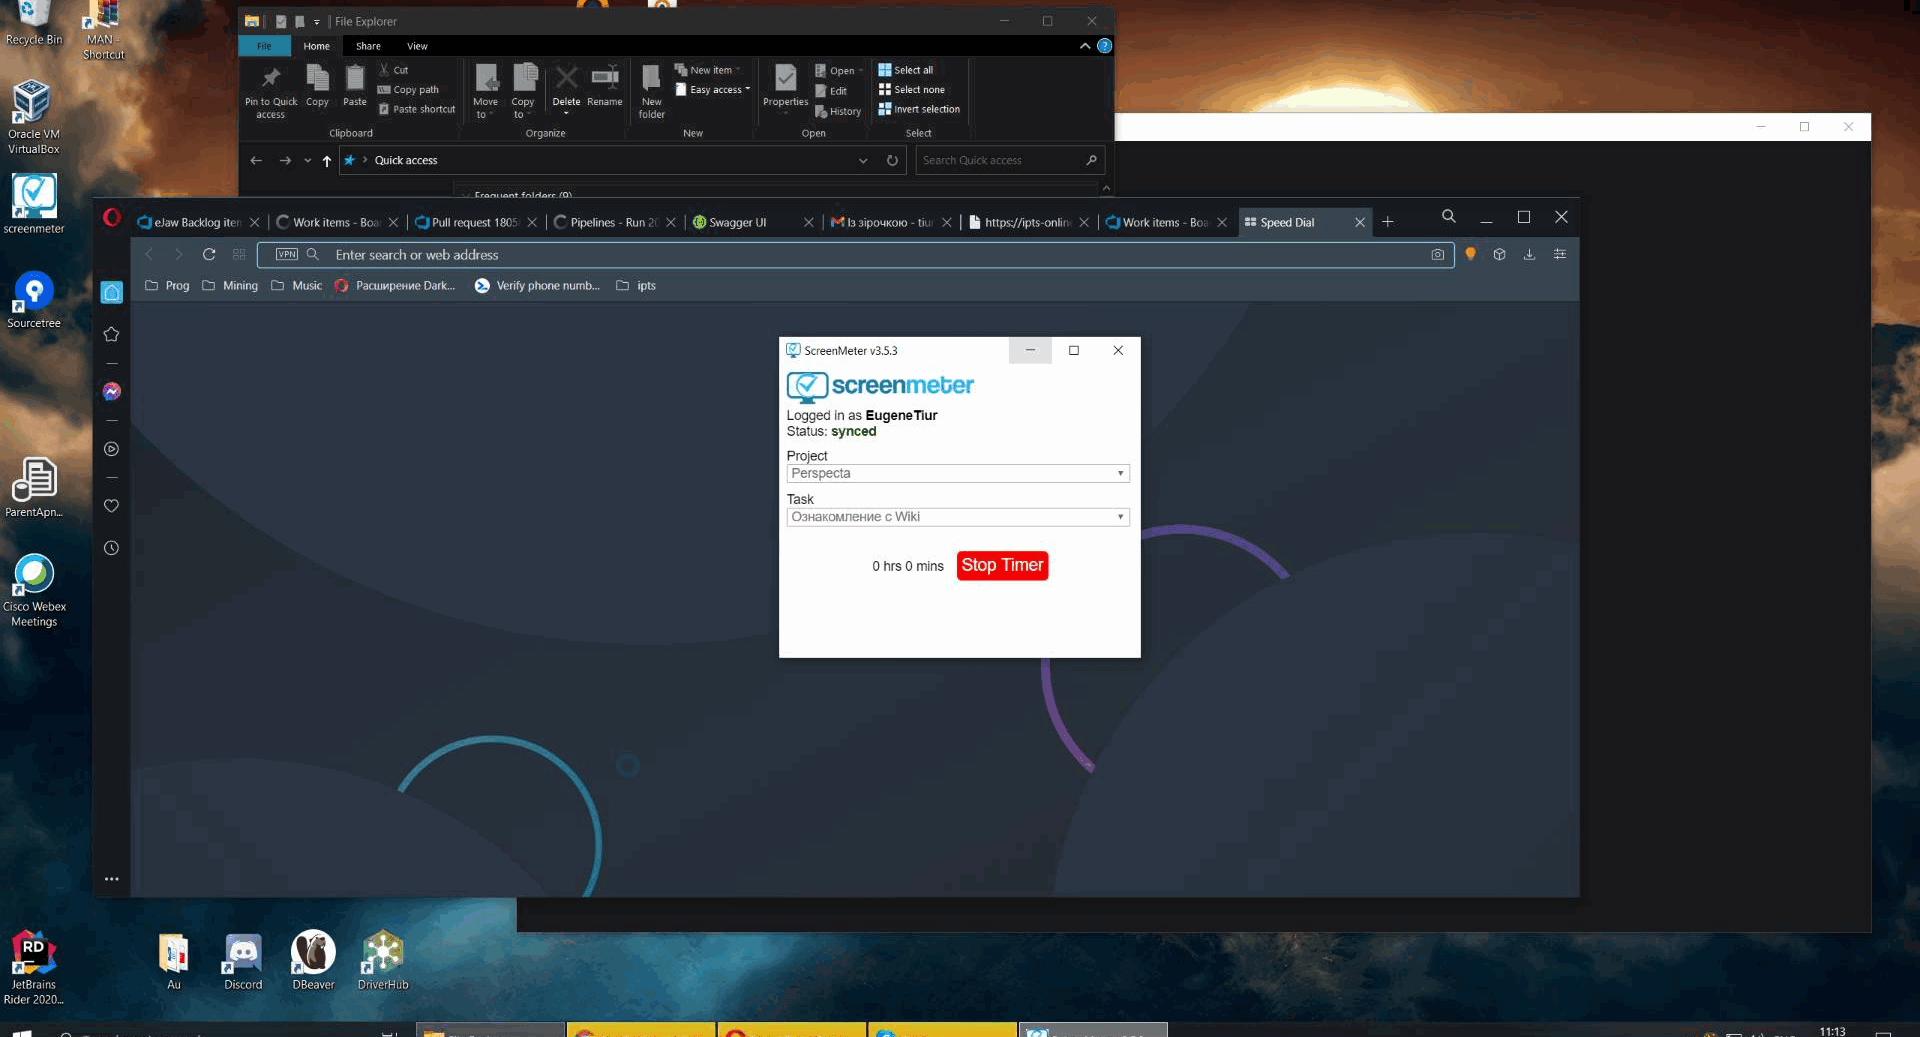 Recycle Bin
MAN -
Shortcut
Oracle VM
VirtualBox
screenmeter
Sourcetree
ParentApn...
Cisco Webex
Meetings
JetBrains
Rider 2020...
Au
Discord
DBeaver
DriverHub
File Explorer
File
Home
Share
View
Pin to Quick
access
Copy
Paste
Cut
Copy path
Paste shortcut
Clipboard
Move
to
Copy
to
Delete
Rename
Organize
New
folder
New item
Easy access
New
Properties
Open
Edit
History
Open
Select all
Select none
Invert selection
Select
Quick access
Search Quick access
Frequent folders (9)
eJaw Backlog iten
Work items - Boa
Pull request 1805
Pipelines - Run 20
Swagger UI
Із зірочкою - tiur
https://ipts-online
Work items - Boa
Speed Dial
VPN
Enter search or web address
Prog
Mining
Music
Расширение Dark...
Verify phone numb...
ipts
ScreenMeter v3.5.3
screenmeter
Logged in as EugeneTiur
Status: synced
Project
Perspecta
Task
Ознакомление с Wiki
0 hrs 0 mins
Stop Timer
RD
11:13